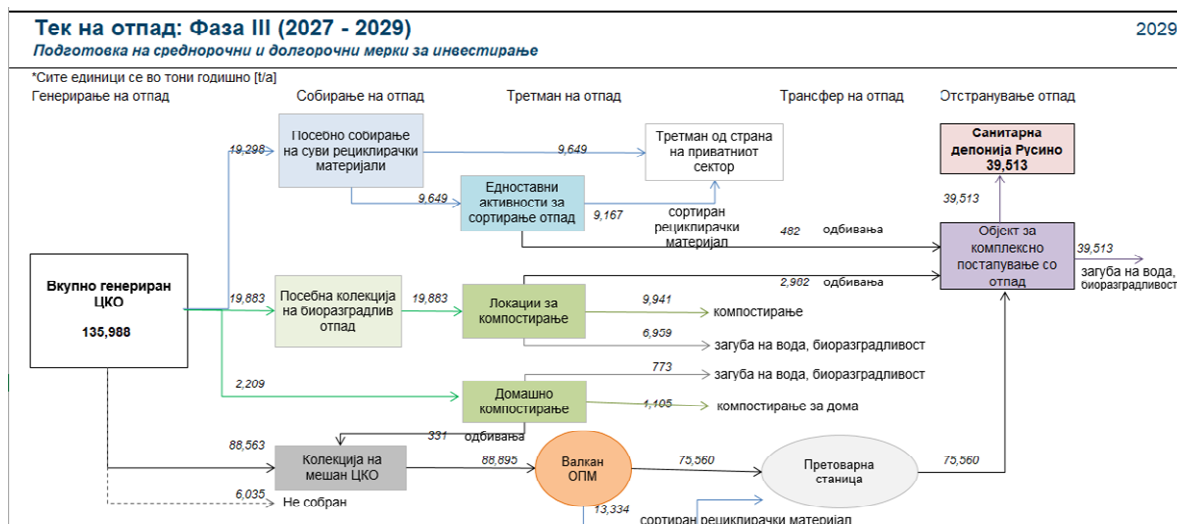 Тек на отпад: Фаза III (2027 - 2029)
2029
Подготовка на среднорочни и долгорочни мерки за инвестирање
*Сите единици се во тони годишно [t/a]
Генерирање на отпад
Собирање на отпад
Третман на отпад
Трансфер на отпад
Отстранување отпад
Посебно собирање
на суви рециклирачки
материјали
19,298
9,649
Третман од страна
на приватниот
сектор
Санитарна
депонија Русино
39,513
9,649
Едноставни
активности за
сортирање отпад
9,167
сортиран
рециклирачки
материјал
39,513
482
одбивања
Објект за
комплексно
постапување со
отпад
39,513
загуба на вода,
биоразградливост
Вкупно генериран
ЦКО
135,988
19,883
Посебна колекција
на биоразградлив
отпад
19,883
Локации за
компостирање
2,982
одбивања
9,941
компостирање
6,959
загуба на вода, биоразградливост
2,209
Домашно
компостирање
773
загуба на вода, биоразградливост
1,105
компостирање за дома
331
одбивања
88,563
Колекција на
мешан ЦКО
88,895
Валкан
ОПМ
75,560
Претоварна
станица
75,560
6,035
Не собран
13,334
сортиран рециклирачки материјал